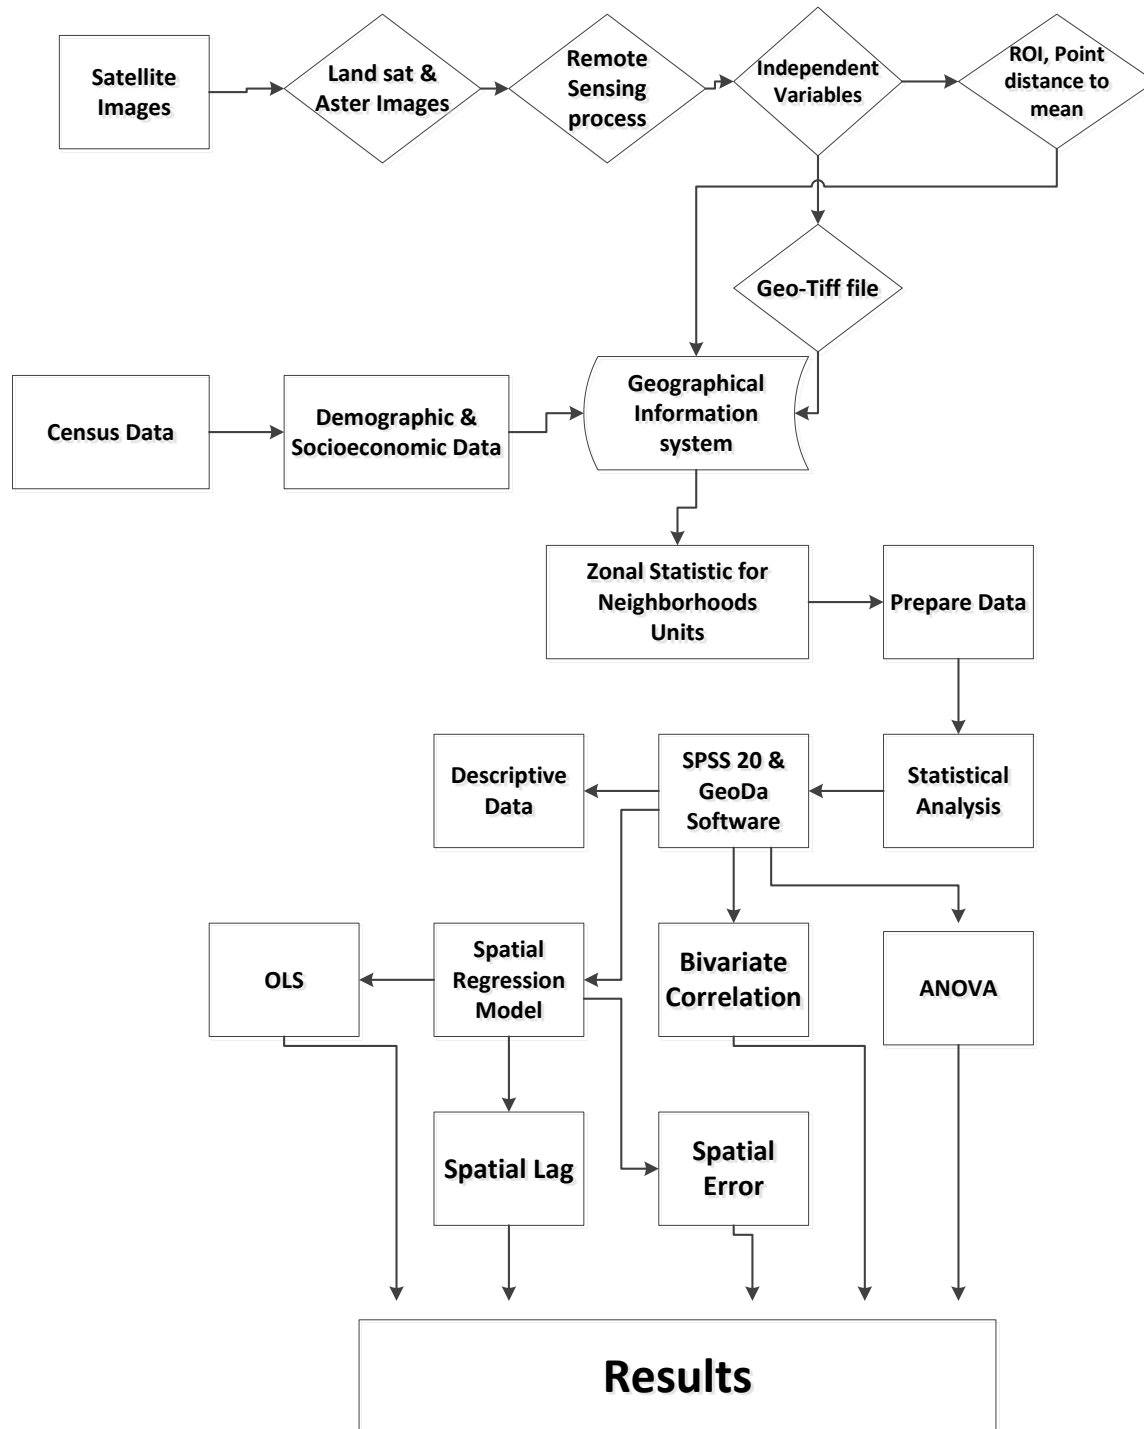 Satellite
Images
Land sat &
Aster Images
Remote
Sensing
process
Independent
Variables
ROI, Point
distance to
mean
Geo-Tiff file
Census Data
Demographic &
Socioeconomic Data
Geographical
Information
system
Zonal Statistic for
Neighborhoods
Units
Prepare Data
Descriptive
Data
SPSS 20 &
GeoDa
Software
Statistical
Analysis
OLS
Spatial
Regression
Model
Bivariate
Correlation
ANOVA
Spatial Lag
Spatial
Error
Results